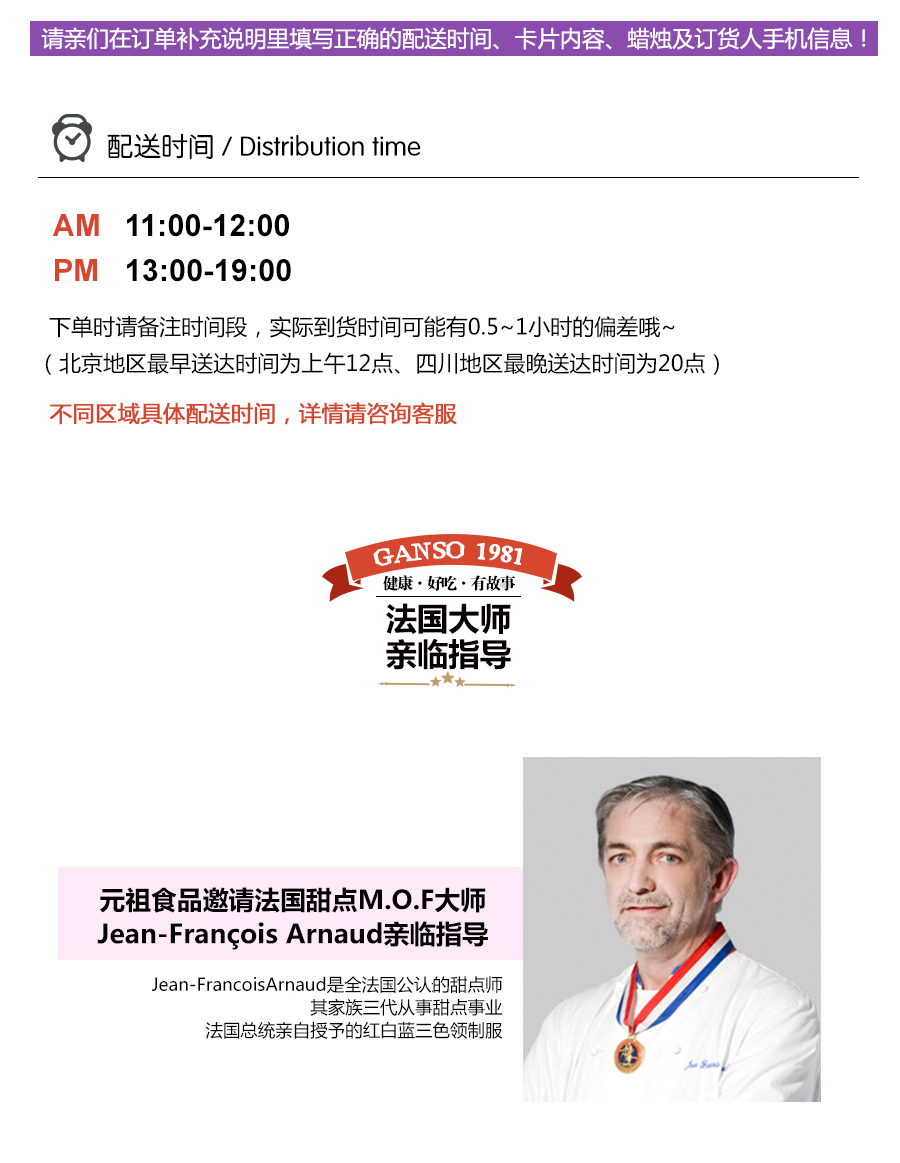 请亲们在订单补充说明里填写正确的配送时间、卡片内容、蜡烛及订货人手机信息！
配送时间 / Distribution time
AM 11:00-12:00
PM 13:00-19:00
下单时请备注时间段，实际到货时间可能有0.5~1小时的偏差哦~
（北京地区最早送达时间为上午12点、四川地区最晚送达时间为20点）
不同区域具体配送时间，详情请咨询客服
GANSO 1981
健康·好吃·有故事
法国大师
亲临指导
元祖食品邀请法国甜点M.O.F大师
Jean-François Arnaud亲临指导
Jean-FrancoisArnaud是全法国公认的甜点师
其家族三代从事甜点事业
法国总统亲自授予的红白蓝三色领制服